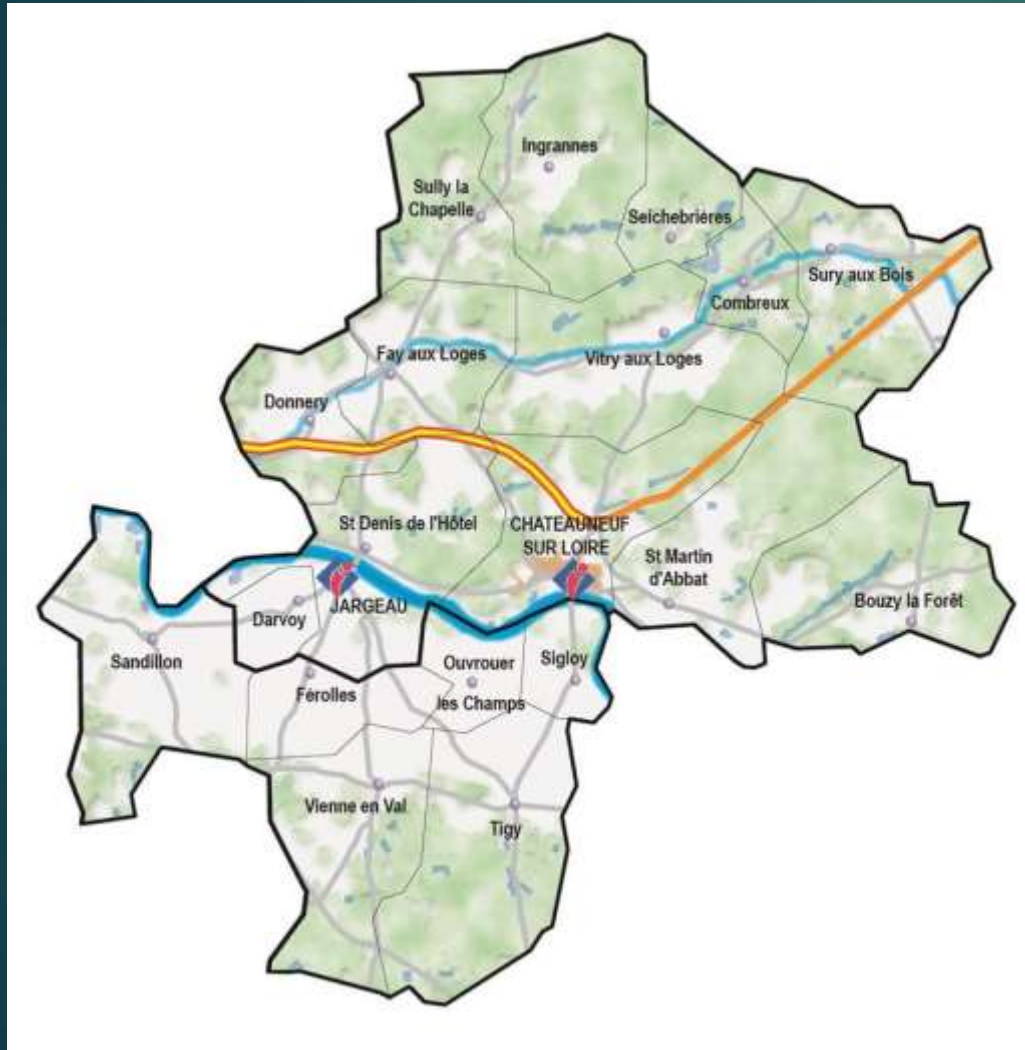 Ingrannes
Sully la
Chapelle
Seichebrières
Sury aux Bois
Combreux
Fay aux Loges
Vitry aux Loges
Donnery
St Denis de l'Hôtel
CHATEAUNEUF
SUR LOIRE
St Martin
d'Abbat
Bouzy la Forêt
JARGEAU
Darvoy
Sandillon
Férolles
Ouvrouer
les Champs
Sigloy
Vienne en Val
Tigy